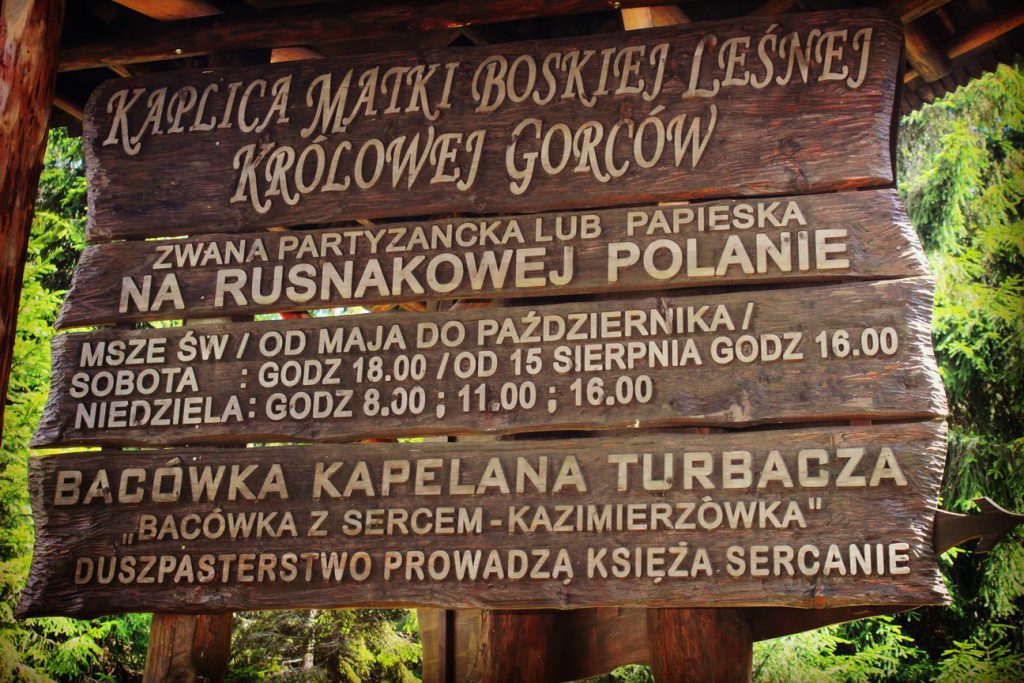 KAPLICA MATKI BOSKIEJ LEŚNEJ
KRÓLOWEJ GORCÓW
ZWANA PARTYZANCKA LUB PAPIESKA
NA RUSNAKOWEJ POLANIE
MSZE ŚW / OD MAJA DO PAŹDZIERNIKA /
SOBOTA : GODZ 18.00 / OD 15 SIERPNIA GODZ 16.00
NIEDZIELA : GODZ 8.00 ; 11.00 ; 16.00
BACÓWKA KAPELANA TURBACZA
„BACÓWKA Z SERCEM - KAZIMIERZÓWKA"
DUSZPASTERSTWO PROWADZĄ KSIĘŻA SERCANIE